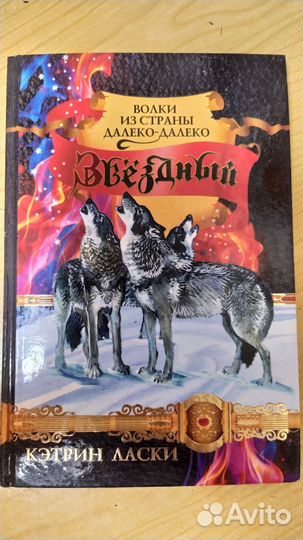 ВОЛКИ
ИЗ СТРАНЫ
ДАЛЕКО-ДАЛЕКО
ЗВЁЗДНЫЙ
КЭТРИН ЛАСКИ
Avito